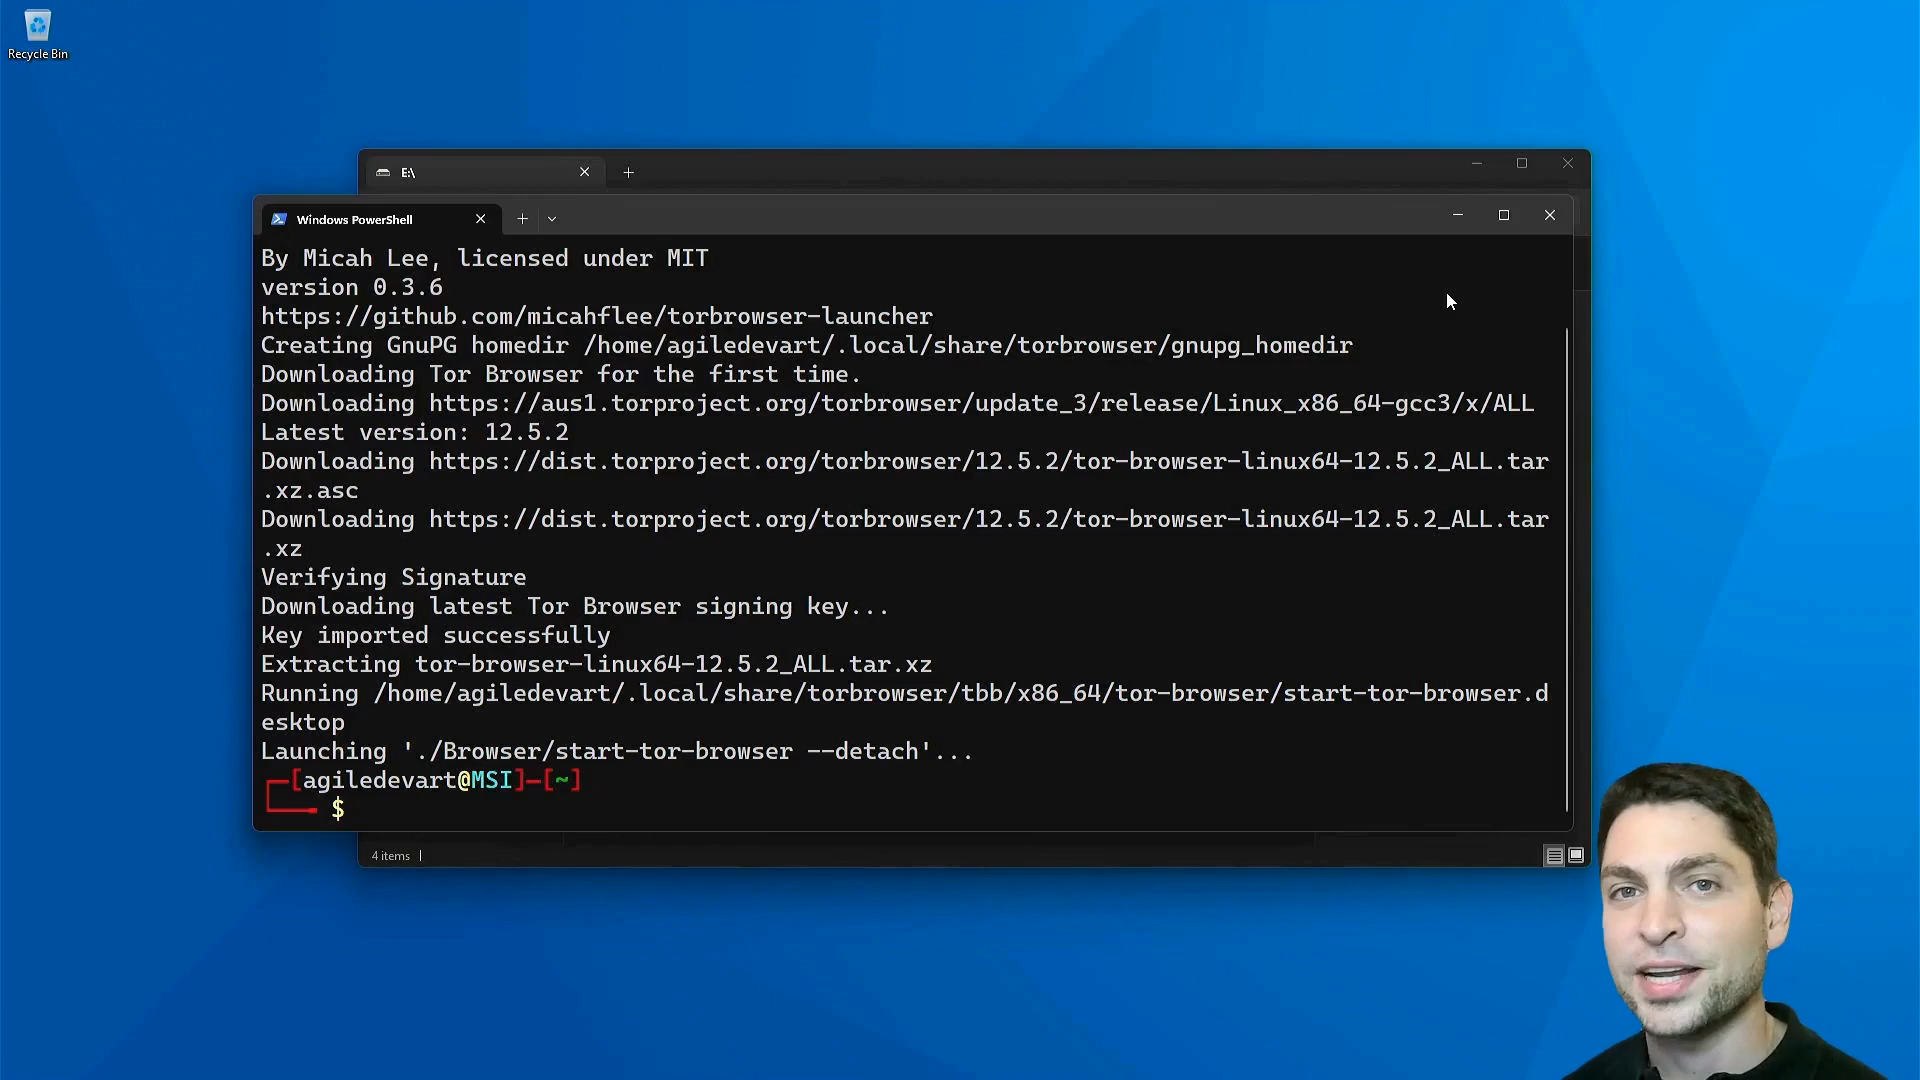 Recycle Bin
E:\
Windows PowerShell
By Micah Lee, licensed under MIT
version 0.3.6
https://github.com/micahflee/torbrowser-launcher
Creating GnuPG homedir /home/agiledevart/.local/share/torbrowser/gnupg_homedir
Downloading Tor Browser for the first time.
Downloading https://aus1.torproject.org/torbrowser/update_3/release/Linux_x86_64-gcc3/x/ALL
Latest version: 12.5.2
Downloading https://dist.torproject.org/torbrowser/12.5.2/tor-browser-linux64-12.5.2_ALL.tar
.xz.asc
Downloading https://dist.torproject.org/torbrowser/12.5.2/tor-browser-linux64-12.5.2_ALL.tar
.xz
Verifying Signature
Downloading latest Tor Browser signing key...
Key imported successfully
Extracting tor-browser-linux64-12.5.2_ALL.tar.xz
Running /home/agiledevart/.local/share/torbrowser/tbb/x86_64/tor-browser/start-tor-browser.d
esktop
Launching './Browser/start-tor-browser --detach'...
┌─[agiledevart@MSI]─[~]
└──╼ $
4 items